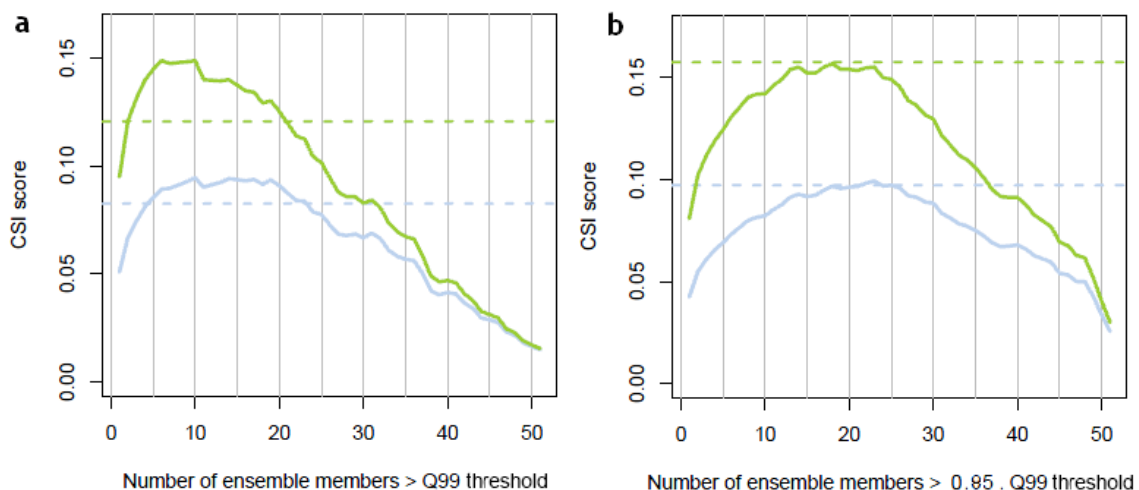 a
0.15
0.10
0.05
0.00
CSI score
0 10 20 30 40 50
Number of ensemble members > Q99 threshold
b
0.15
0.10
0.05
0.00
CSI score
0 10 20 30 40 50
Number of ensemble members > 0.85 . Q99 threshold